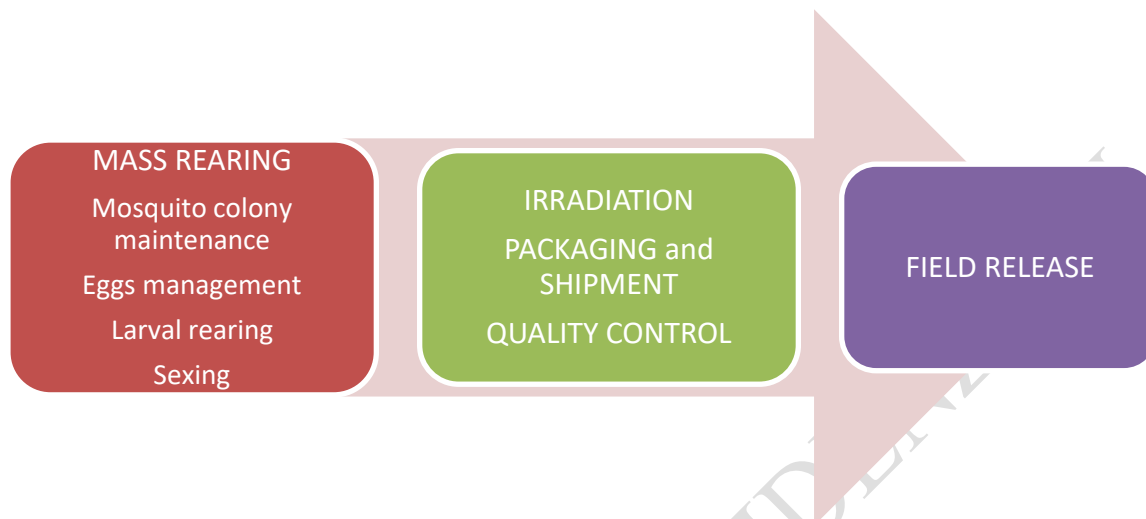 MASS REARING
Mosquito colony
maintenance
Eggs management
Larval rearing
Sexing
IRRADIATION
PACKAGING and
SHIPMENT
QUALITY CONTROL
FIELD RELEASE